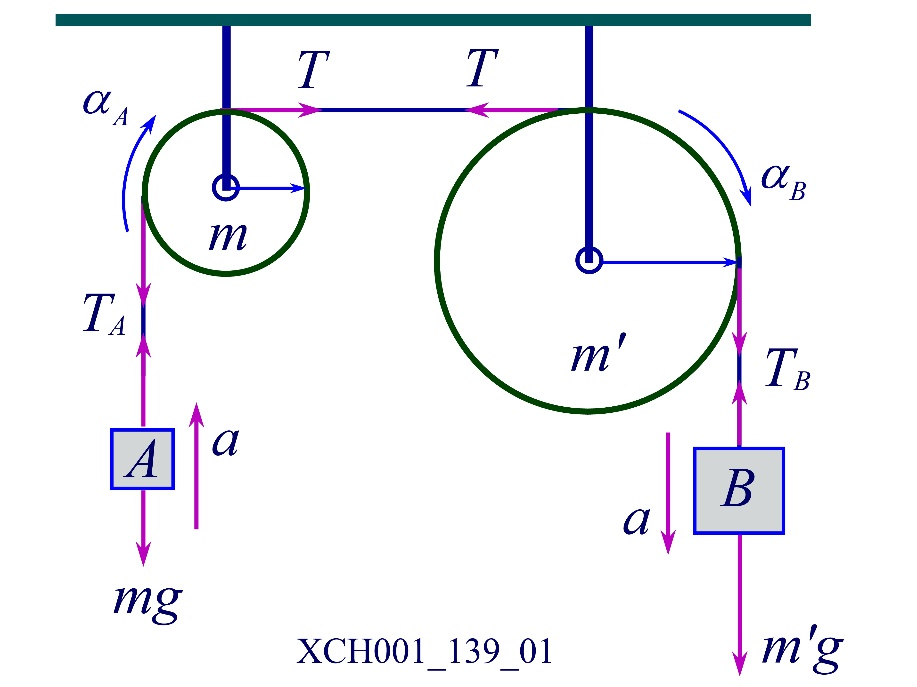 T T
α_A
α_B
m
T_A
m'
T_B
A a
a B
mg
m'g
XCH001_139_01